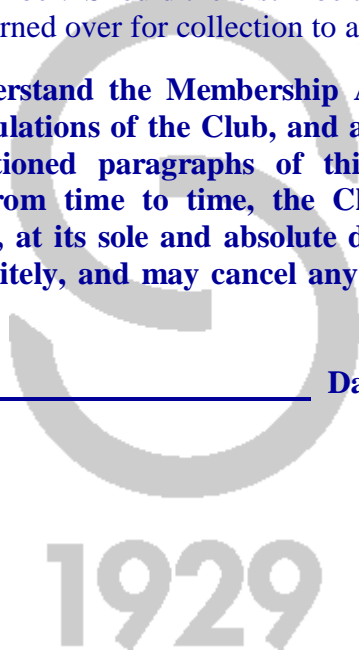 rned over for collection to a
erstand the Membership A
ulations of the Club, and a
tioned paragraphs of thi
rom time to time, the Cl
, at its sole and absolute d
itely, and may cancel any
Da
1929